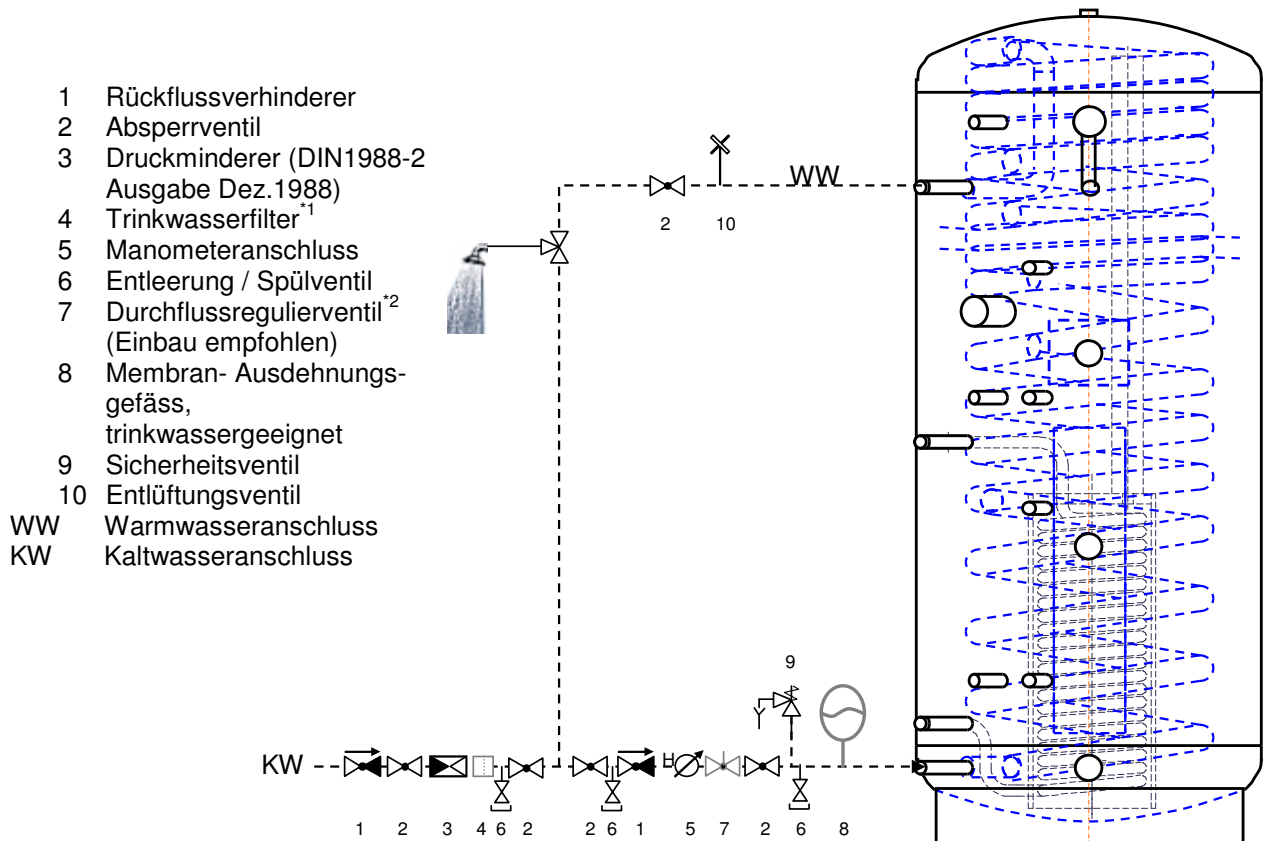 1 Rückflussverhinderer
2 Absperrventil
3 Druckminderer (DIN1988-2
Ausgabe Dez.1988)
4 Trinkwasserfilter*1
5 Manometeranschluss
6 Entleerung / Spülventil
7 Durchflussregulierventil*2
(Einbau empfohlen)
8 Membran- Ausdehnungs-
gefäss,
trinkwassergeeignet
9 Sicherheitsventil
10 Entlüftungsventil
WW Warmwasseranschluss
KW Kaltwasseranschluss
WW
2 10
9
KW
1 2 3 4 6 2 2 6 1 5 7 2 6 8